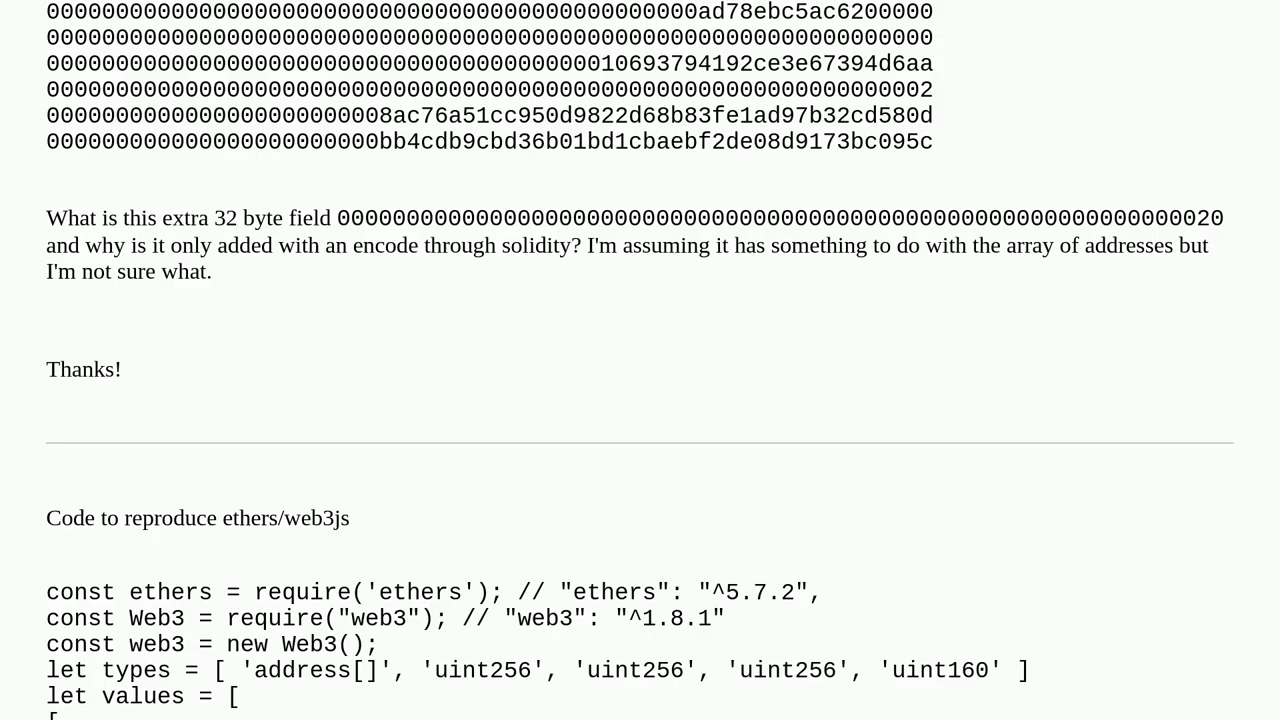 00000000000000000000000000000000000000000000000ad78ebc5ac6200000
0000000000000000000000000000000000000000000000000000000000000000
000000000000000000000000000000000000000010693794192ce3e67394d6aa
0000000000000000000000000000000000000000000000000000000000000002
0000000000000000000000008ac76a51cc950d9822d68b83fe1ad97b32cd580d
000000000000000000000000bb4cdb9cbd36b01bd1cbaebf2de08d9173bc095c
What is this extra 32 byte field 0000000000000000000000000000000000000000000000000000000000000020
and why is it only added with an encode through solidity? I'm assuming it has something to do with the array of addresses but
I'm not sure what.
Thanks!
Code to reproduce ethers/web3js
const ethers = require('ethers'); // "ethers": "^5.7.2",
const Web3 = require("web3"); // "web3": "^1.8.1"
const web3 = new Web3();
let types = [ 'address[]', 'uint256', 'uint256', 'uint256', 'uint160' ]
let values = [
[